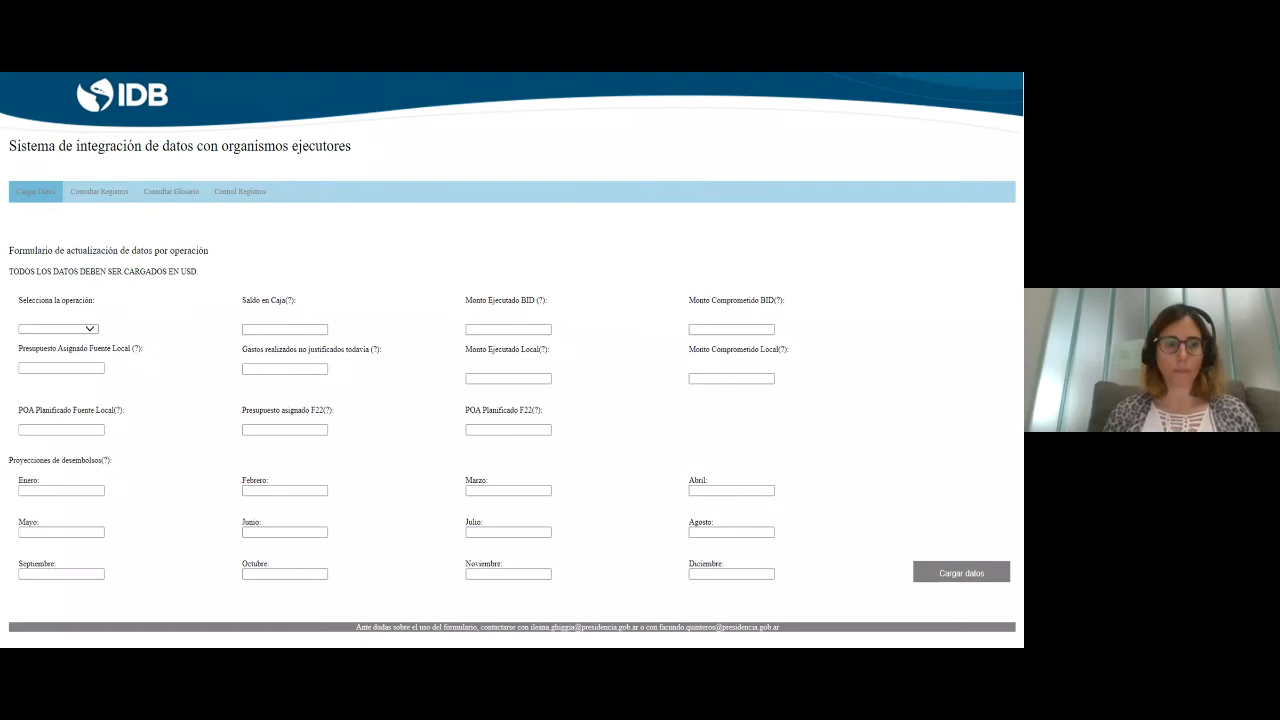 IDB
Sistema de integración de datos con organismos ejecutores
Cargar Datos Consultar Registros Consultar Glosario Control Registros
Formulario de actualización de datos por operación
TODOS LOS DATOS DEBEN SER CARGADOS EN USD.
Selecciona la operación: Saldo en Caja(?): Monto Ejecutado BID (?): Monto Comprometido BID(?):
Presupuesto Asignado Fuente Local (?): Gastos realizados no justificados todavía (?): Monto Ejecutado Local(?): Monto Comprometido Local(?):
POA Planificado Fuente Local(?): Presupuesto asignado F22(?): POA Planificado F22(?):
Proyecciones de desembolsos(?):
Enero: Febrero: Marzo: Abril:
Mayo: Junio: Julio: Agosto:
Septiembre: Octubre: Noviembre: Diciembre:
Cargar datos
Ante dudas sobre el uso del formulario, contactarse con ileana.ghiggia@presidencia.gob.ar o con facundo.quinteros@presidencia.gob.ar